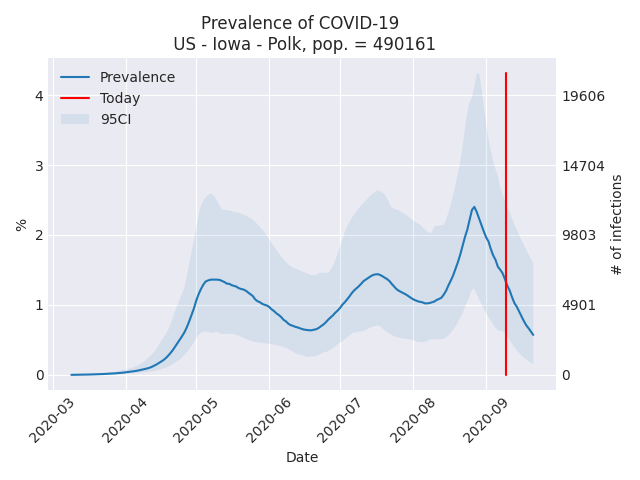 Prevalence of COVID-19
US - Iowa - Polk, pop. = 490161
Prevalence
Today
95CI
4
3
2
1
0
%
19606
14704
9803
4901
0
# of infections
2020-03
2020-04
2020-05
2020-06
2020-07
2020-08
2020-09
Date